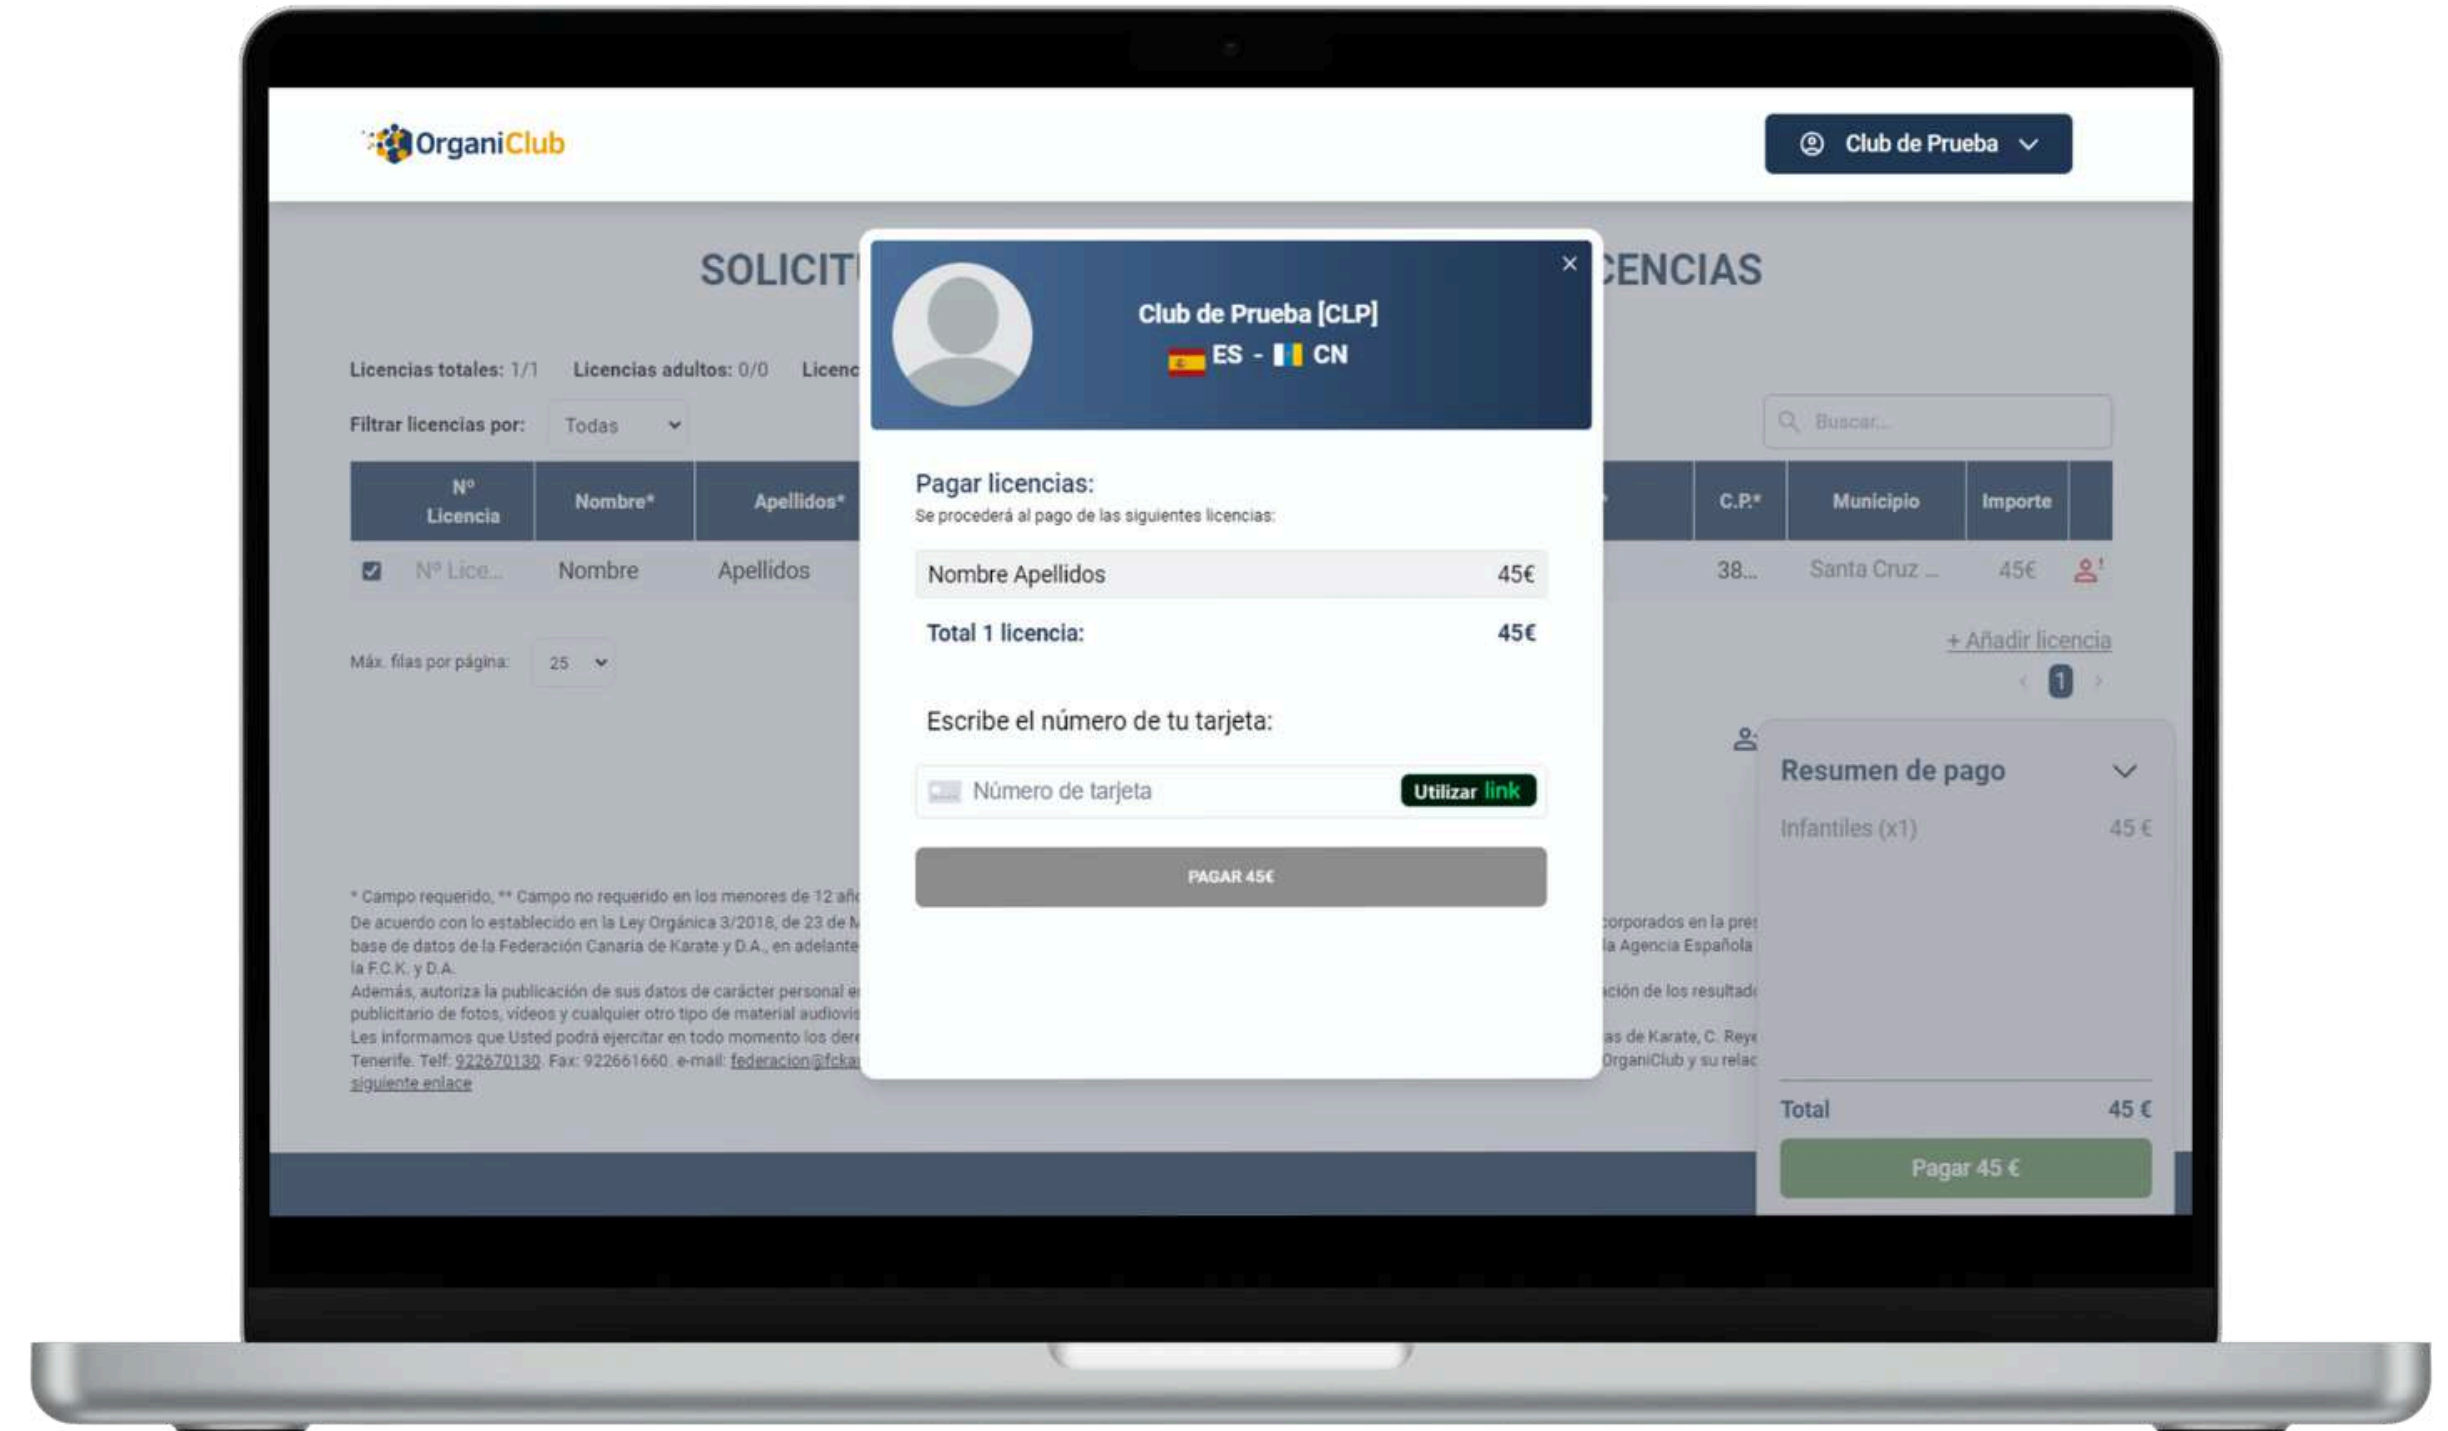 OrganiClub
Club de Prueba
SOLICIT
CENCIAS
Club de Prueba [CLP]
ES - CN
Licencias totales: 1/1 Licencias adultos: 0/0 Licenc
Filtrar licencias por: Todas
Buscar...
Nº Licencia Nombre* Apellidos* C.P.* Municipio Importe
Nº Lice... Nombre Apellidos 38... Santa Cruz ... 45€
Máx. filas por página: 25
+ Añadir licencia
1
Pagar licencias:
Se procederá al pago de las siguientes licencias:
Nombre Apellidos 45€
Total 1 licencia: 45€
Escribe el número de tu tarjeta:
Número de tarjeta Utilizar link
PAGAR 45€
Resumen de pago
Infantiles (x1) 45 €
Total 45 €
Pagar 45 €
* Campo requerido, ** Campo no requerido en los menores de 12 año
De acuerdo con lo establecido en la Ley Orgánica 3/2018, de 23 de M
corporados en la pres
base de datos de la Federación Canaria de Karate y D.A., en adelante
la Agencia Española
la F.C.K. y D.A.
Además, autoriza la publicación de sus datos de carácter personal e
ación de los resultado
publicitario de fotos, vídeos y cualquier otro tipo de material audiovis
Les informamos que Usted podrá ejercitar en todo momento los dere
as de Karate, C. Reye
Tenerife. Telf: 922670130. Fax: 922661660. e-mail: federacion@fcka
OrganiClub y su relac
siguiente enlace